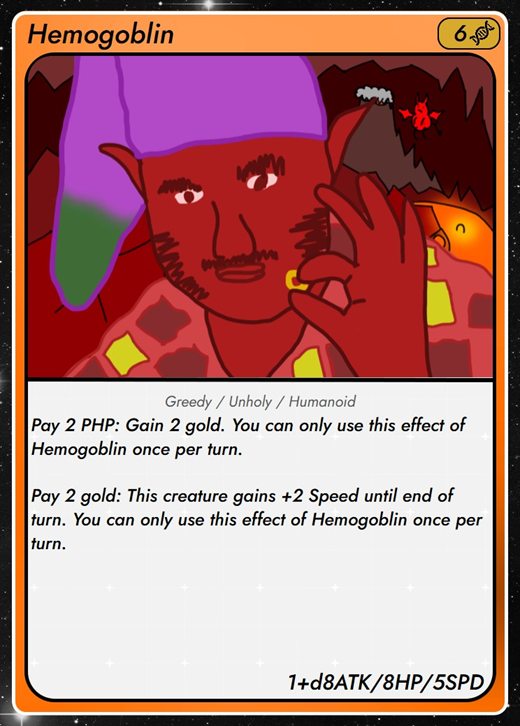 Hemogoblin
6
Greedy / Unholy / Humanoid
Pay 2 PHP: Gain 2 gold. You can only use this effect of
Hemogoblin once per turn.
Pay 2 gold: This creature gains +2 Speed until end of
turn. You can only use this effect of Hemogoblin once per
turn.
1+d8ATK/8HP/5SPD